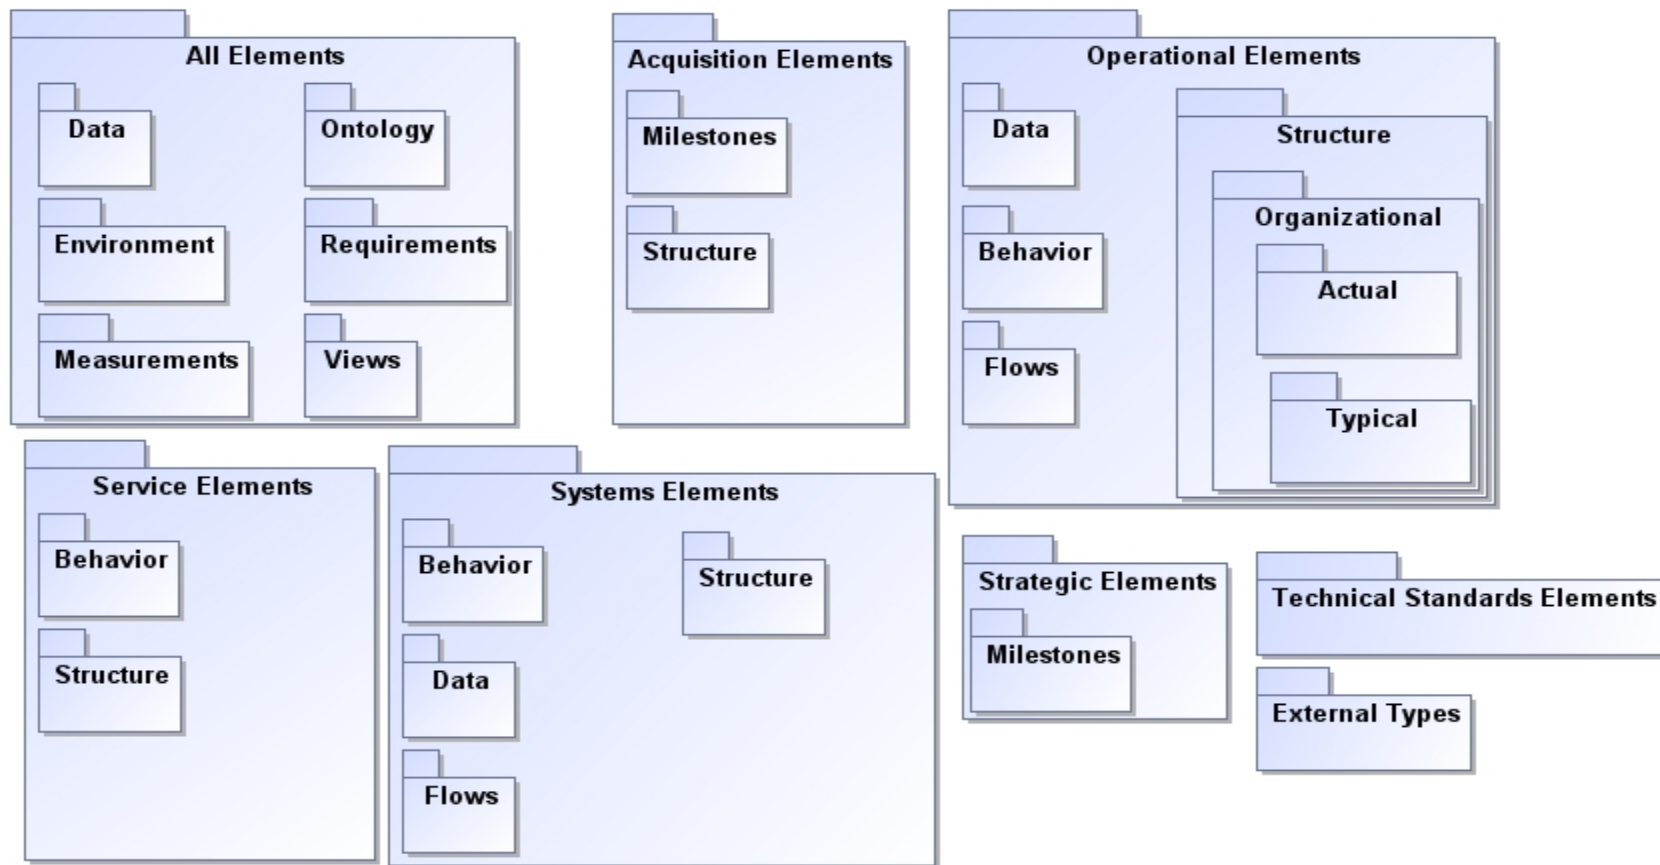 All Elements
Data
Ontology
Environment
Requirements
Measurements
Views
Acquisition Elements
Milestones
Structure
Operational Elements
Data
Behavior
Flows
Structure
Organizational
Actual
Typical
Service Elements
Behavior
Structure
Systems Elements
Behavior
Structure
Data
Flows
Strategic Elements
Milestones
Technical Standards Elements
External Types